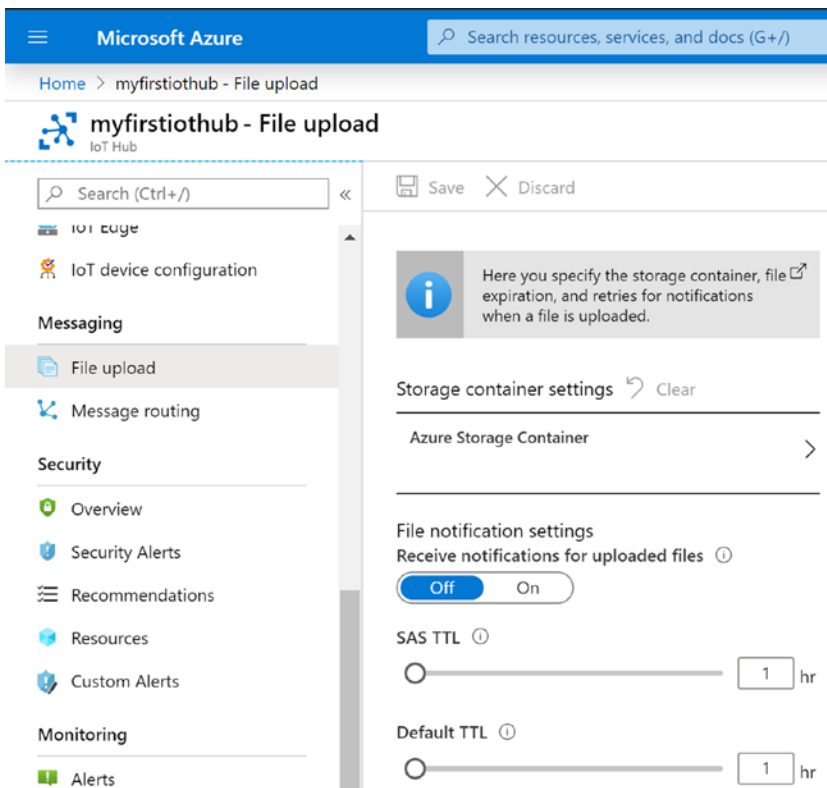 Microsoft Azure
Search resources, services, and docs (G+/)
Home > myfirstiothub - File upload
myfirstiothub - File upload
IoT Hub
Search (Ctrl+/)
«
IoT Edge
IoT device configuration
Messaging
File upload
Message routing
Security
Overview
Security Alerts
Recommendations
Resources
Custom Alerts
Monitoring
Alerts
Save
Discard
Here you specify the storage container, file
expiration, and retries for notifications
when a file is uploaded.
Storage container settings
Clear
Azure Storage Container
File notification settings
Receive notifications for uploaded files
Off
On
SAS TTL
1 hr
Default TTL
1 hr